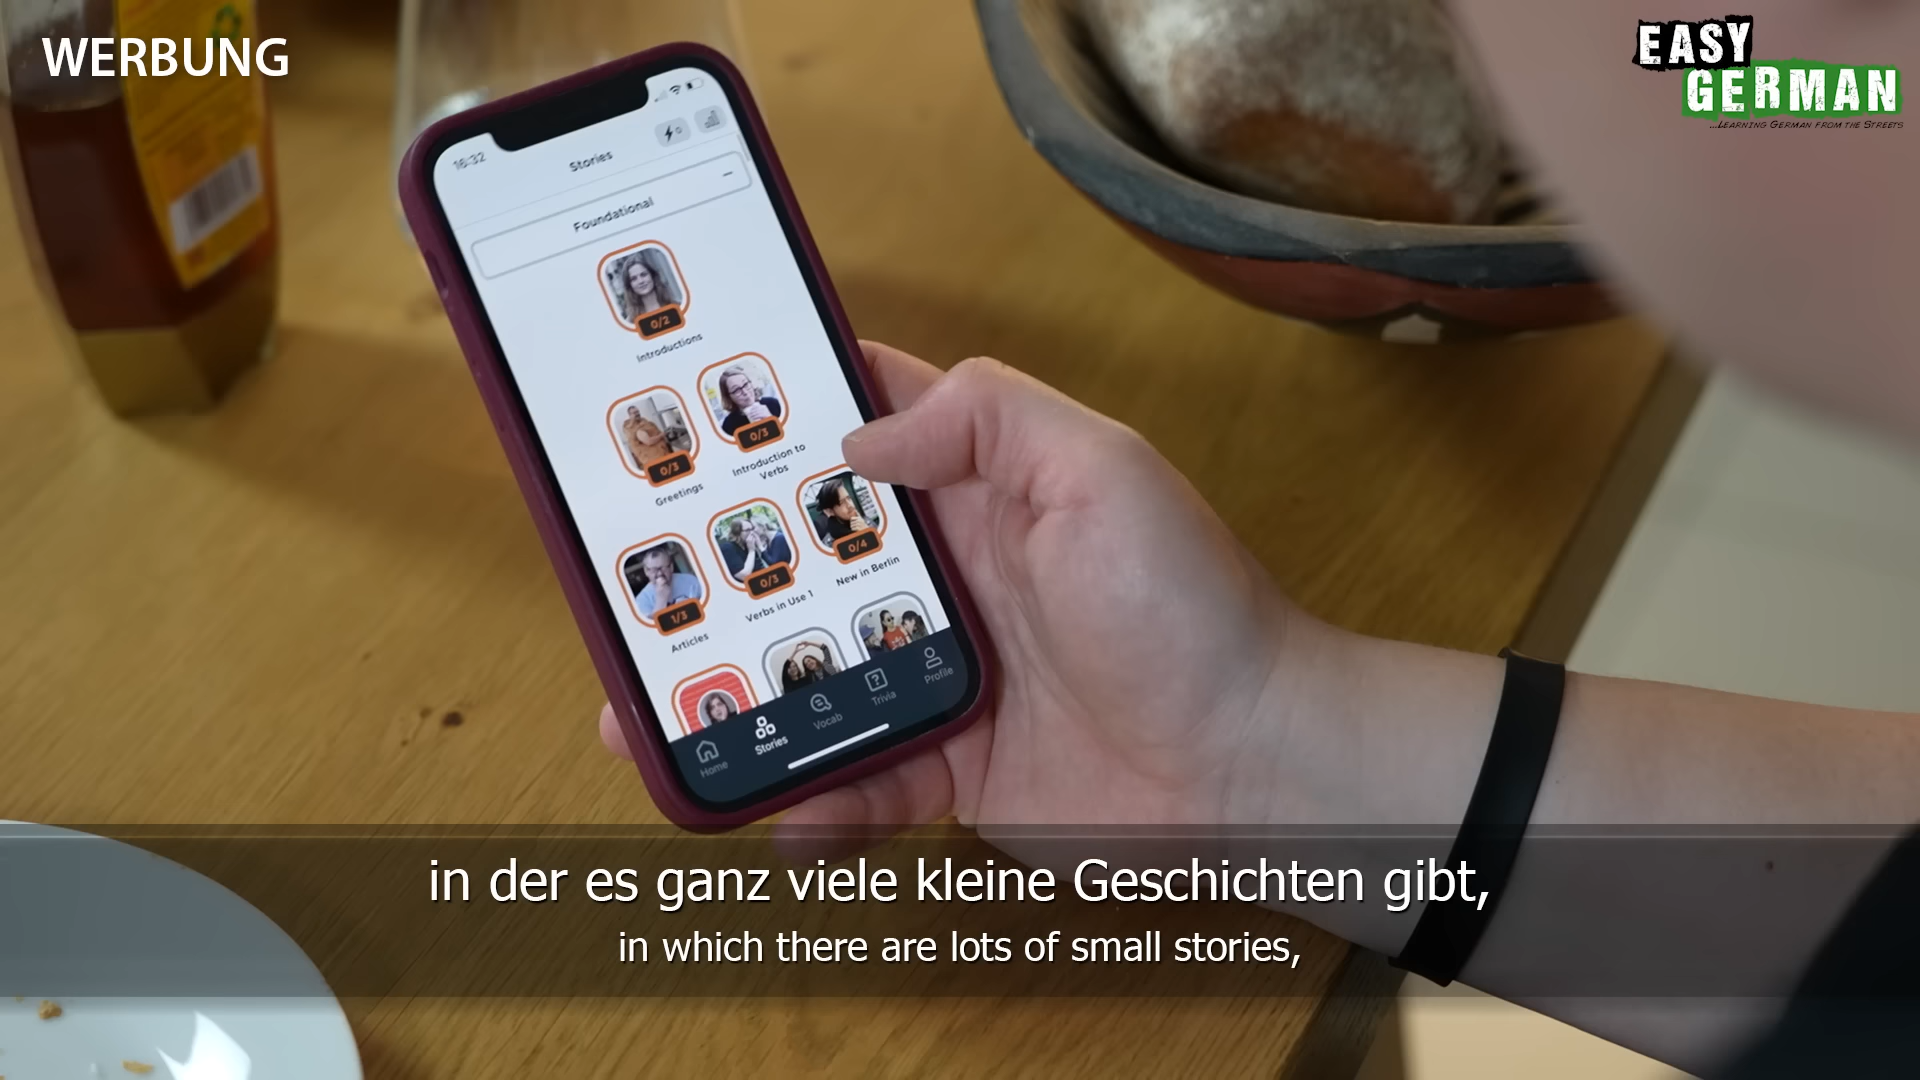 WERBUNG
EASY
GERMAN
...LEARNING GERMAN FROM THE STREETS
16:32
Stories
Foundational
0/2
Introductions
0/3
Greetings
0/3
Introduction to
Verbs
1/3
Articles
0/3
Verbs in Use 1
0/4
New in Berlin
Home
Stories
Vocab
Trivia
Profile
in der es ganz viele kleine Geschichten gibt,
in which there are lots of small stories,